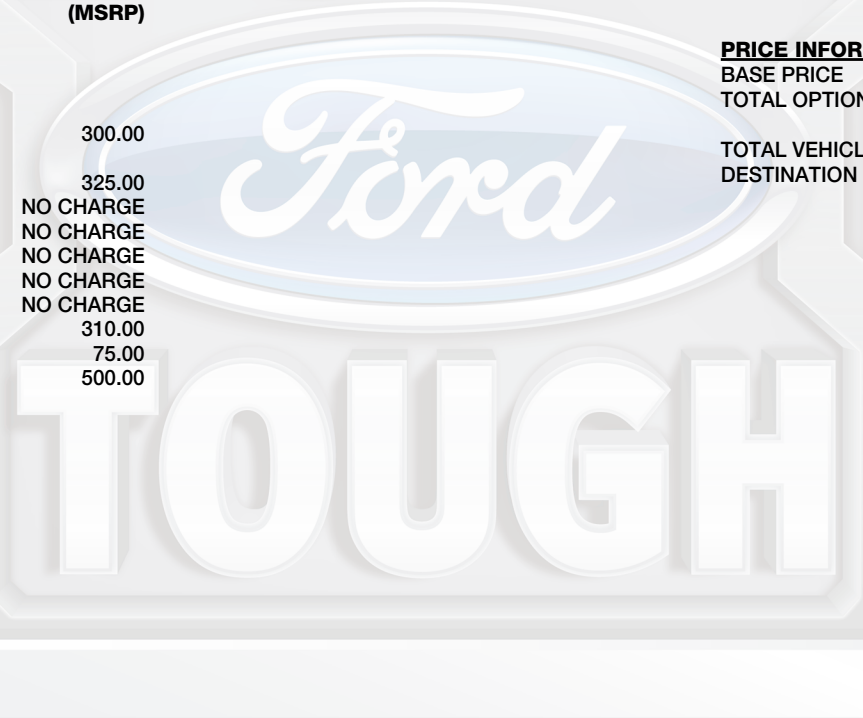 (MSRP)
300.00
325.00
NO CHARGE
NO CHARGE
NO CHARGE
NO CHARGE
NO CHARGE
310.00
75.00
500.00
PRICE INFOR
BASE PRICE
TOTAL OPTION
TOTAL VEHICL
DESTINATION
Ford
TOUGH